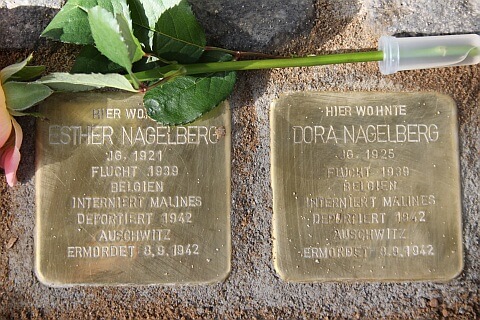 HIER WO
ESTHER NAGELBERG
JG. 1921
FLUCHT 1939
BELGIEN
INTERNIERT MALINES
DEPORTIERT 1942
AUSCHWITZ
ERMORDET 8.9.1942
HIER WOHNTE
DORA NAGELBERG
JG. 1925
FLUCHT 1939
BELGIEN
INTERNIERT MALINES
DEPORTIERT 1942
AUSCHWITZ
ERMORDET 8.9.1942